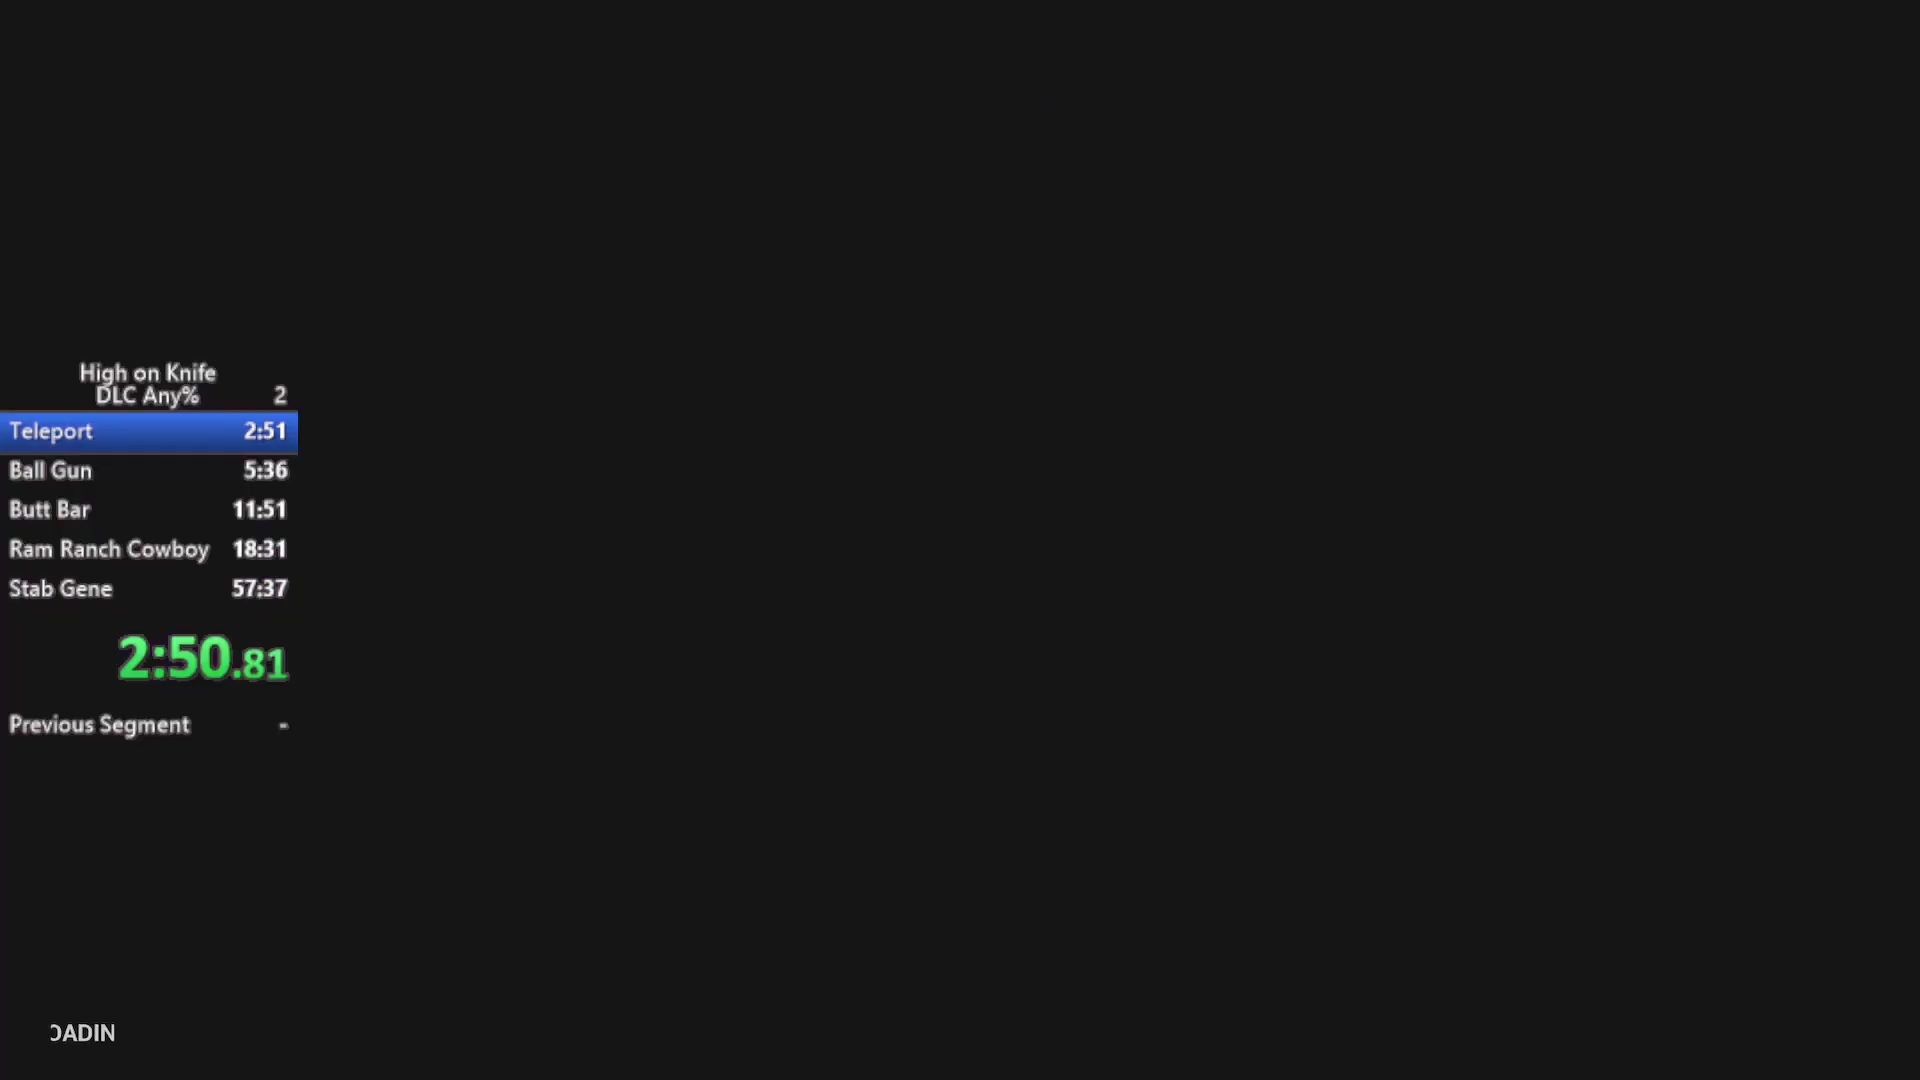 High on Knife
DLC Any% 2
Teleport 2:51
Ball Gun 5:36
Butt Bar 11:51
Ram Ranch Cowboy 18:31
Stab Gene 57:37
2:50.81
Previous Segment -
OADIN